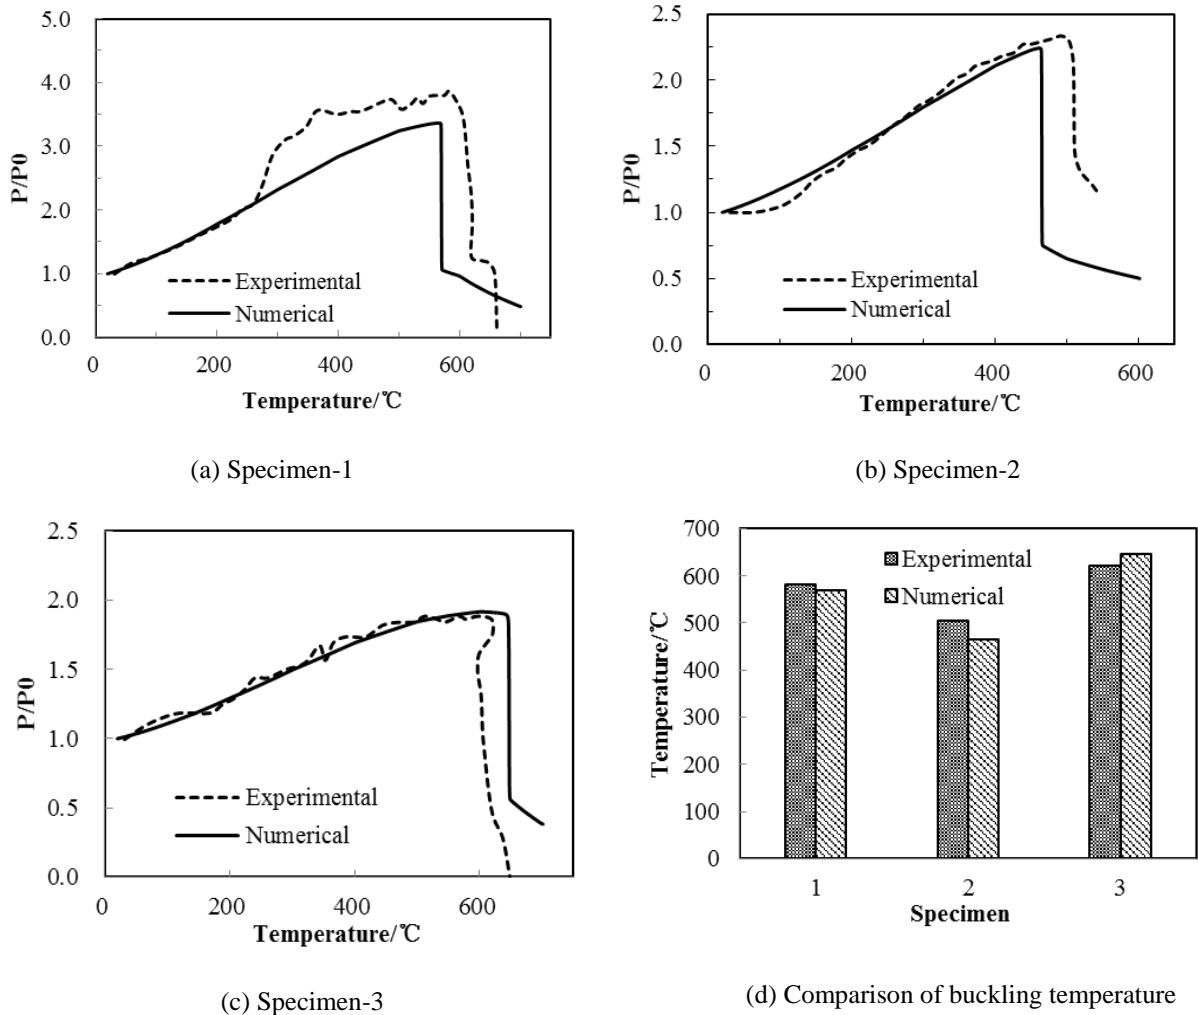 5.0
4.0
3.0
2.0
1.0
0.0
P/P0
Experimental
Numerical
0 200 400 600
Temperature/℃
(a) Specimen-1
2.5
2.0
1.5
1.0
0.5
0.0
P/P0
Experimental
Numerical
0 200 400 600
Temperature/℃
(b) Specimen-2
2.5
2.0
1.5
1.0
0.5
0.0
P/P0
Experimental
Numerical
0 200 400 600
Temperature/℃
(c) Specimen-3
700
600
500
400
300
200
100
0
Temperature/℃
Experimental
Numerical
1 2 3
Specimen
(d) Comparison of buckling temperature